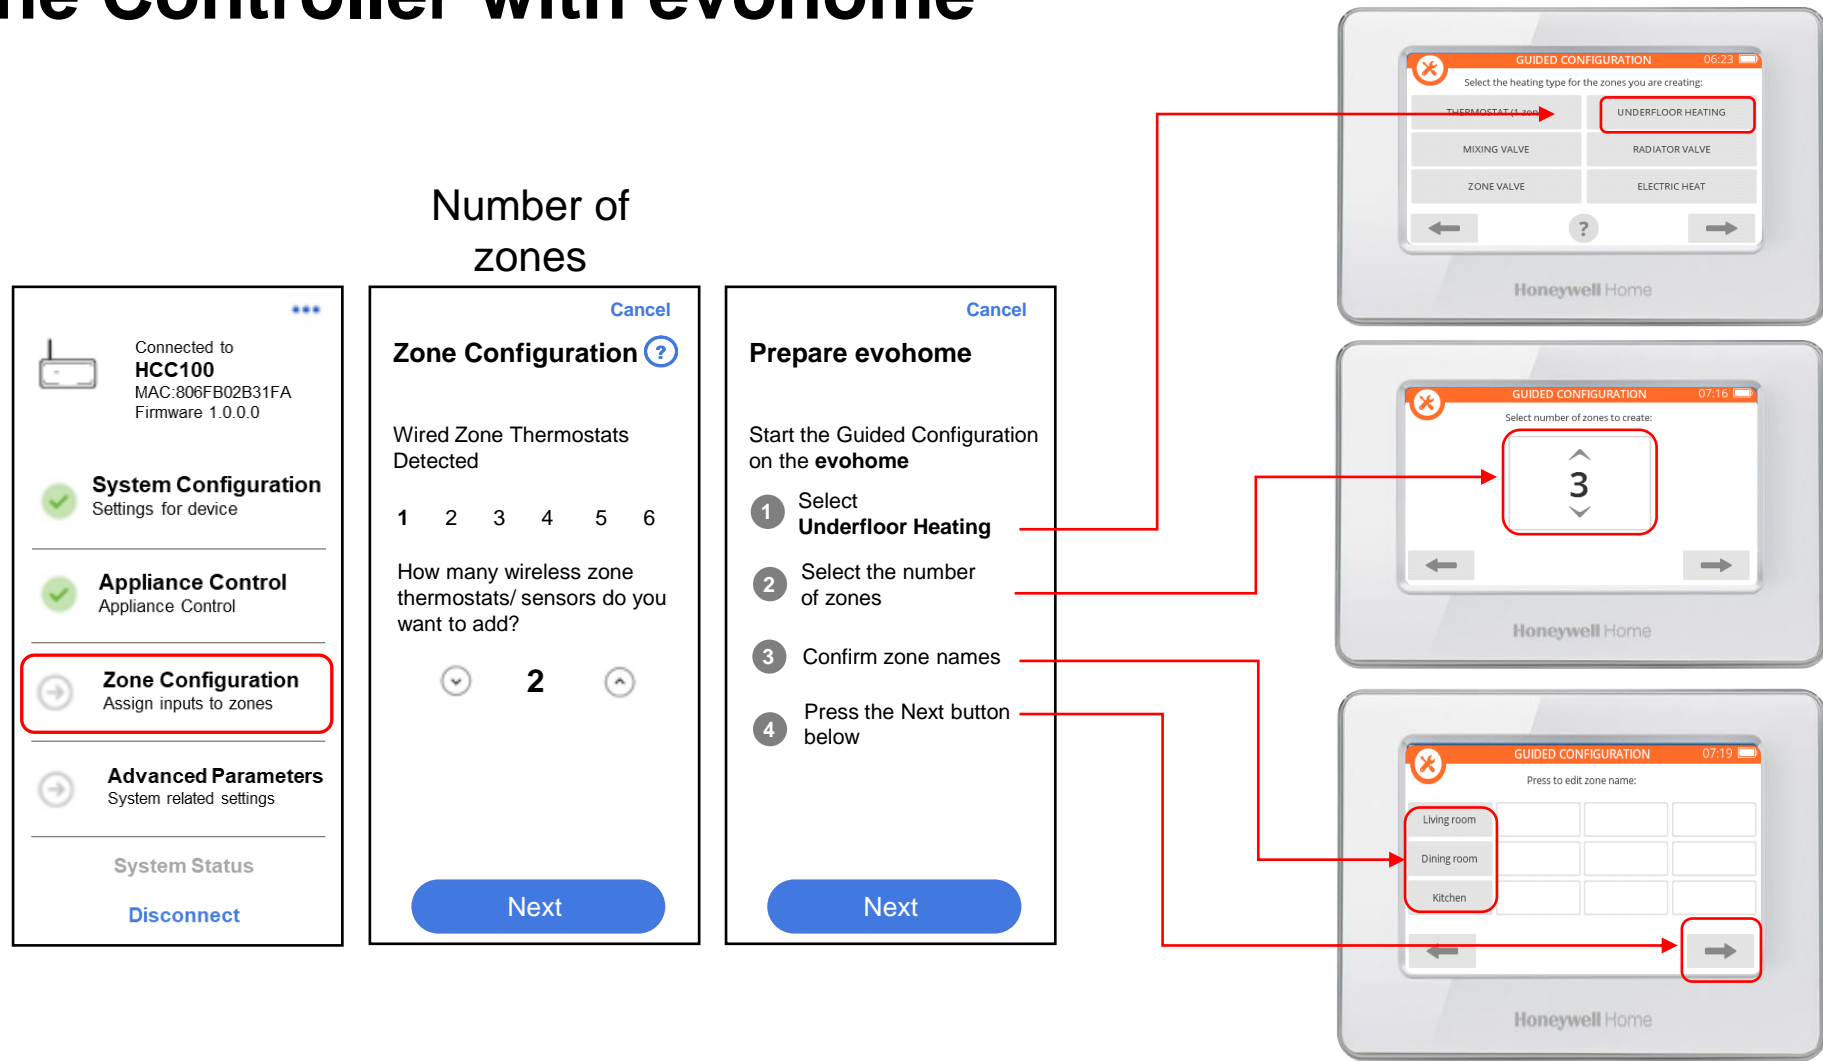 ne Controller with evohome
Number of
zones
Connected to
HCC100
MAC:806FB02B31FA
Firmware 1.0.0.0
System Configuration
Settings for device
Appliance Control
Appliance Control
Zone Configuration
Assign inputs to zones
Advanced Parameters
System related settings
System Status
Disconnect
Cancel
Zone Configuration ?
Wired Zone Thermostats
Detected
1 2 3 4 5 6
How many wireless zone
thermostats/ sensors do you
want to add?
2
Next
Cancel
Prepare evohome
Start the Guided Configuration
on the evohome
1 Select
Underfloor Heating
2 Select the number
of zones
3 Confirm zone names
4 Press the Next button
below
Next
GUIDED CONFIGURATION 06:23
Select the heating type for the zones you are creating:
THERMOSTAT (1 zon
UNDERFLOOR HEATING
MIXING VALVE
RADIATOR VALVE
ZONE VALVE
ELECTRIC HEAT
?
Honeywell Home
GUIDED CONFIGURATION 07:16
Select number of zones to create:
3
Honeywell Home
GUIDED CONFIGURATION 07:19
Press to edit zone name:
Living room
Dining room
Kitchen
Honeywell Home